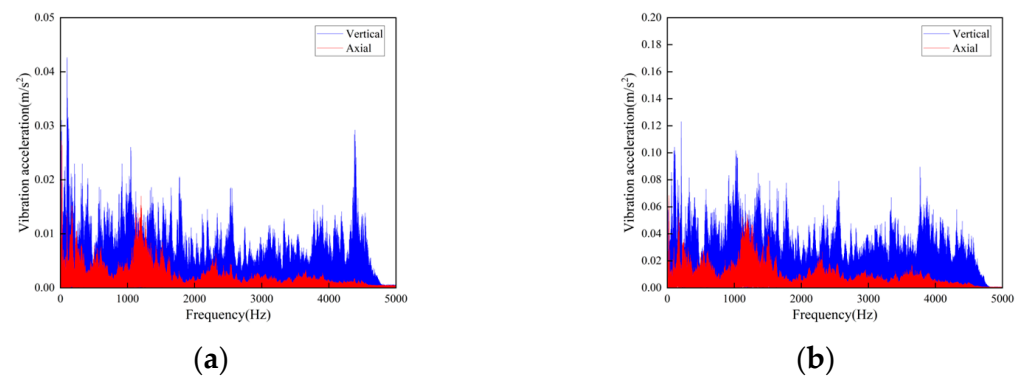 0.05
0.04
0.03
0.02
0.01
0.00
Vibration acceleration(m/s²)
Vertical
Axial
0 1000 2000 3000 4000 5000
Frequency(Hz)
(a)
0.20
0.18
0.16
0.14
0.12
0.10
0.08
0.06
0.04
0.02
0.00
Vibration acceleration(m/s²)
Vertical
Axial
0 1000 2000 3000 4000 5000
Frequency(Hz)
(b)